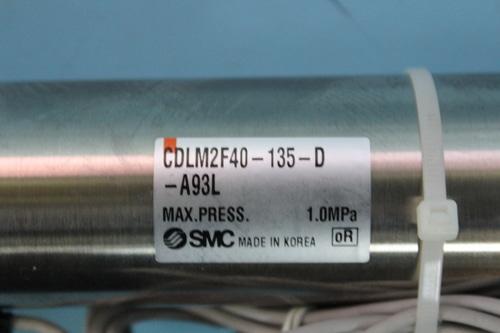 CDLM2F40-135-D
-A93L
MAX.PRESS. 1.0MPa
SMC MADE IN KOREA oR